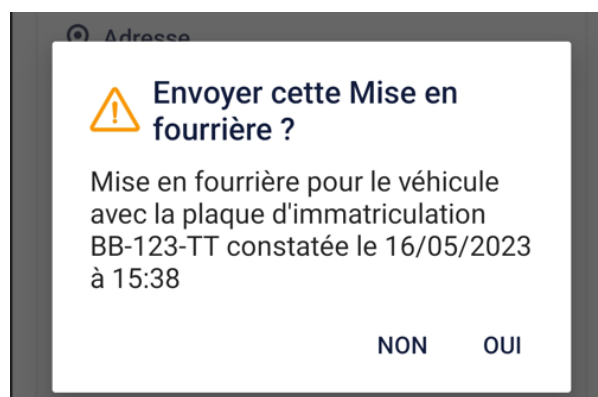 Adresse
Envoyer cette Mise en
fourrière ?
Mise en fourrière pour le véhicule
avec la plaque d'immatriculation
BB-123-TT constatée le 16/05/2023
à 15:38
NON OUI